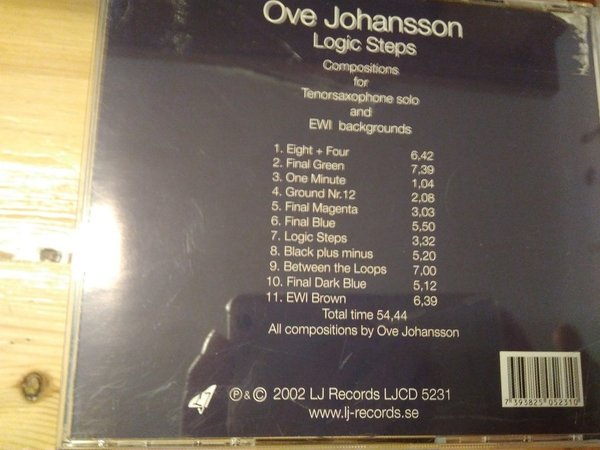 Ove Johansson
Logic Steps
Compositions
for
Tenorsaxophone solo
and
EWI backgrounds
1. Eight + Four 6,42
2. Final Green 7,39
3. One Minute 1,04
4. Ground Nr.12 2,08
5. Final Magenta 3,03
6. Final Blue 5,50
7. Logic Steps 3,32
8. Black plus minus 5,20
9. Between the Loops 7,00
10. Final Dark Blue 5,12
11. EWI Brown 6,39
Total time 54,44
All compositions by Ove Johansson
℗ & © 2002 LJ Records LJCD 5231
www.lj-records.se
7 393825 052310